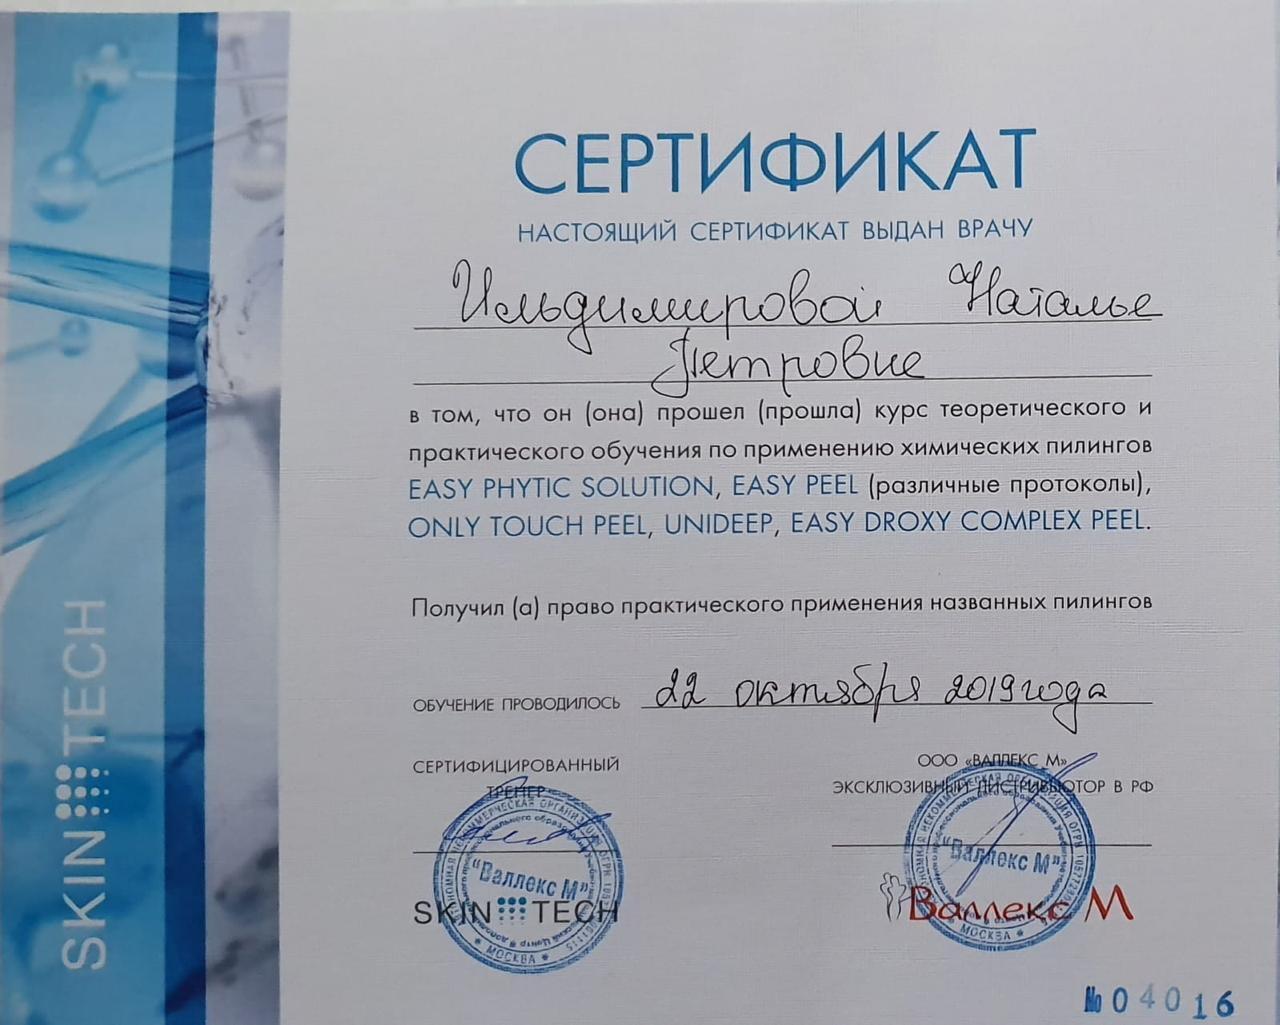 СЕРТИФИКАТ
НАСТОЯЩИЙ СЕРТИФИКАТ ВЫДАН ВРАЧУ
Ильдимировой Наталье
Петровне
в том, что он (она) прошел (прошла) курс теоретического и
практического обучения по применению химических пилингов
EASY PHYTIC SOLUTION, EASY PEEL (различные протоколы),
ONLY TOUCH PEEL, UNIDEEP, EASY DROXY COMPLEX PEEL.
Получил (а) право практического применения названных пилингов
ОБУЧЕНИЕ ПРОВОДИЛОСЬ 22 октября 2019 года
СЕРТИФИЦИРОВАННЫЙ
ТРЕНЕР
"Валлекс М"
МОСКВА
SKIN TECH
ООО «ВАЛЛЕКС М»
ЭКСКЛЮЗИВНЫЙ ДИСТРИБЬЮТОР В РФ
"Валлекс М"
Валлекс М
МОСКВА
№ 04016
SKIN TECH